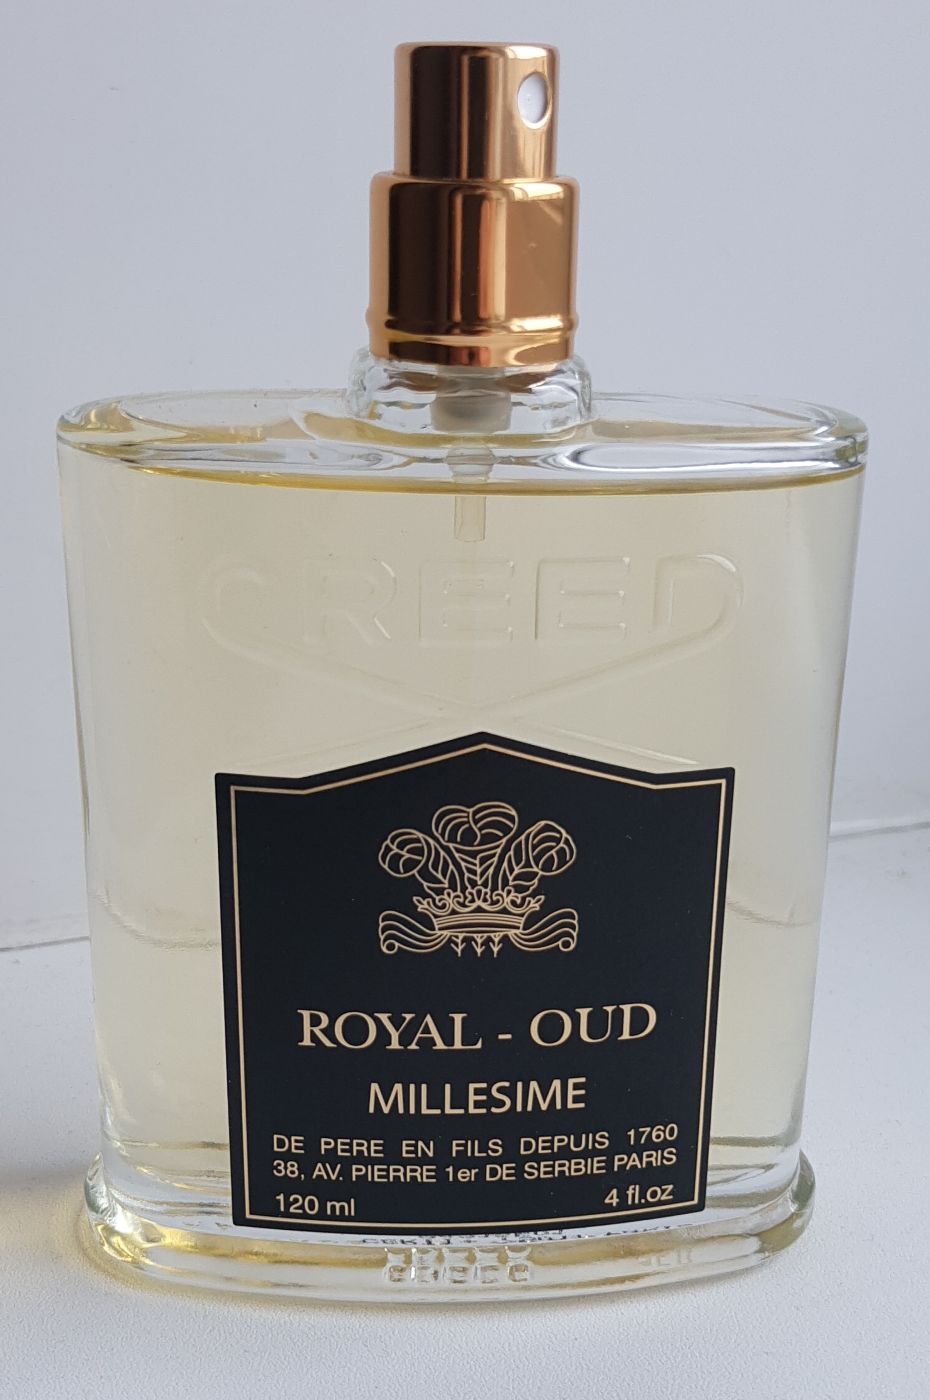 CREED
ROYAL - OUD
MILLESIME
DE PERE EN FILS DEPUIS 1760
38, AV. PIERRE 1er DE SERBIE PARIS
120 ml
4 fl.oz